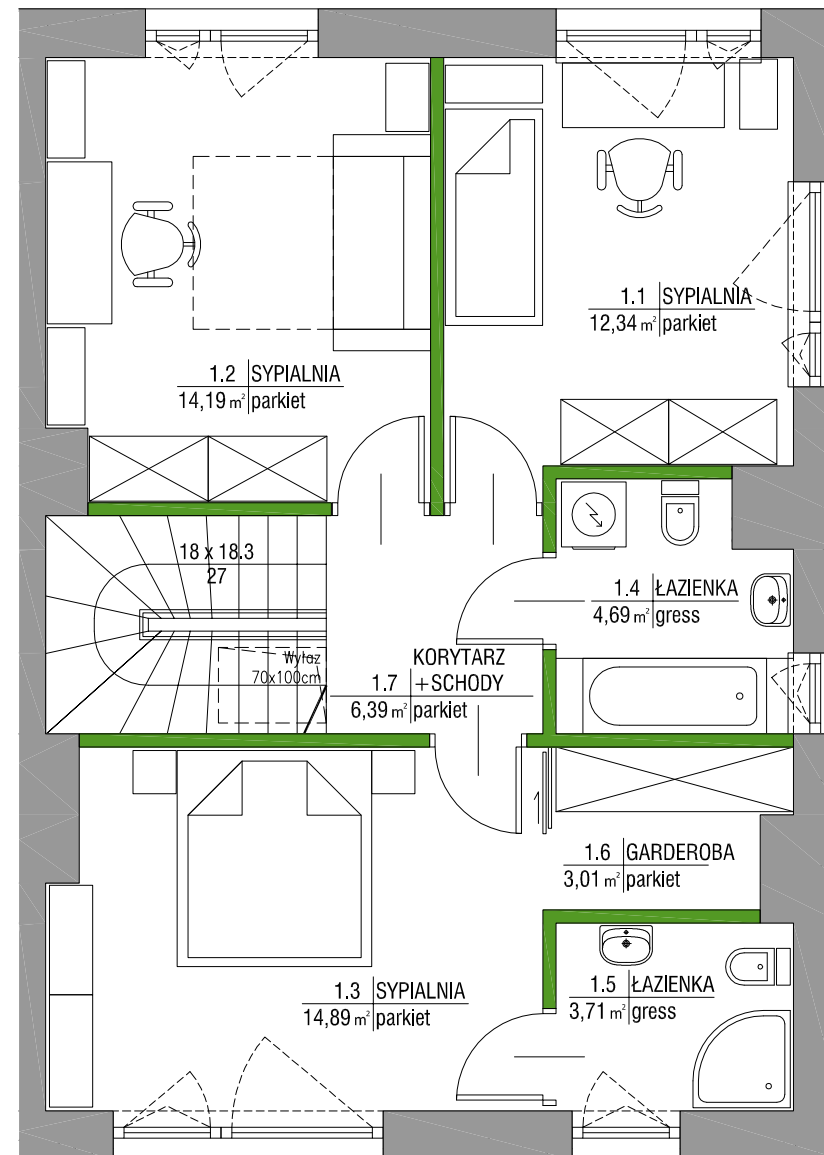 1.1 SYPIALNIA
12,34 m² parkiet
1.2 SYPIALNIA
14,19 m² parkiet
18 x 18.3
27
1.4 ŁAZIENKA
4,69 m² gress
Wyłaz
70x100cm
KORYTARZ
1.7 +SCHODY
6,39 m² parkiet
1.6 GARDEROBA
3,01 m² parkiet
1.3 SYPIALNIA
14,89 m² parkiet
1.5 ŁAZIENKA
3,71 m² gress